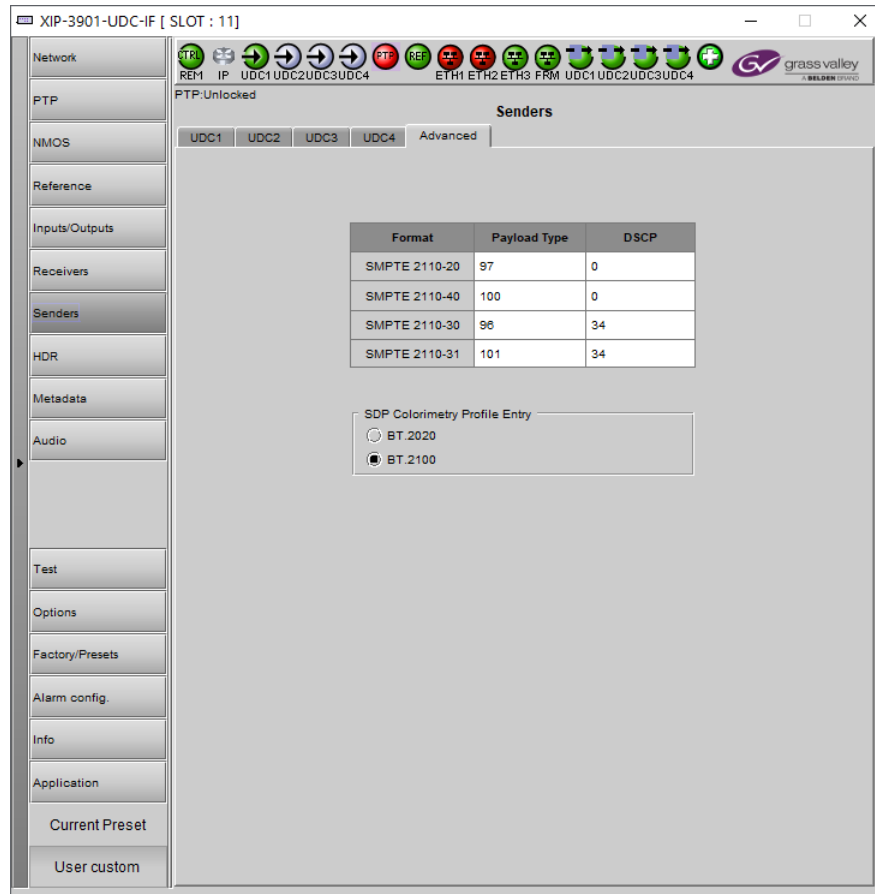 XIP-3901-UDC-IF [ SLOT : 11]
Network
PTP
NMOS
Reference
Inputs/Outputs
Receivers
Senders
HDR
Metadata
Audio
Test
Options
Factory/Presets
Alarm config.
Info
Application
Current Preset
User custom
CTRL PTP REF GV grassvalley
A BELDEN BRAND
REM IP UDC1 UDC2 UDC3 UDC4 ETH1 ETH2 ETH3 FRM UDC1 UDC2 UDC3 UDC4
PTP:Unlocked
Senders
UDC1 UDC2 UDC3 UDC4 Advanced
Format Payload Type DSCP
SMPTE 2110-20 97 0
SMPTE 2110-40 100 0
SMPTE 2110-30 96 34
SMPTE 2110-31 101 34
SDP Colorimetry Profile Entry
BT.2020
BT.2100